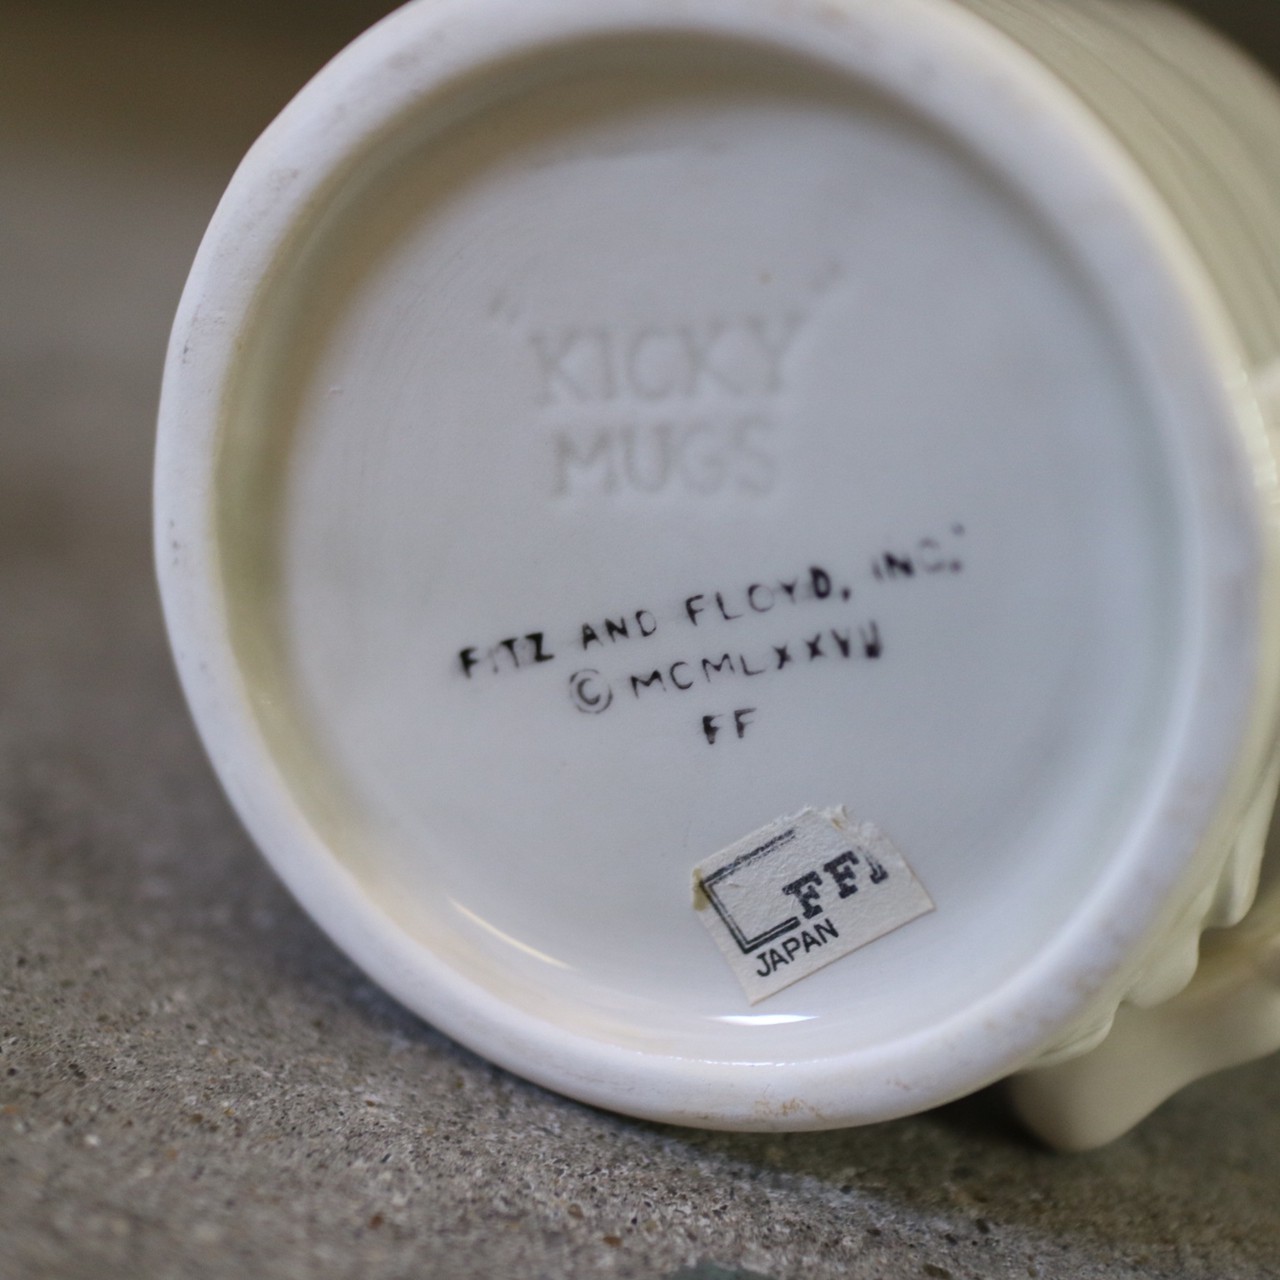 "KICKY"
MUGS
FITZ AND FLOYD, INC.
© MCMLXXVII
FF
FF
JAPAN